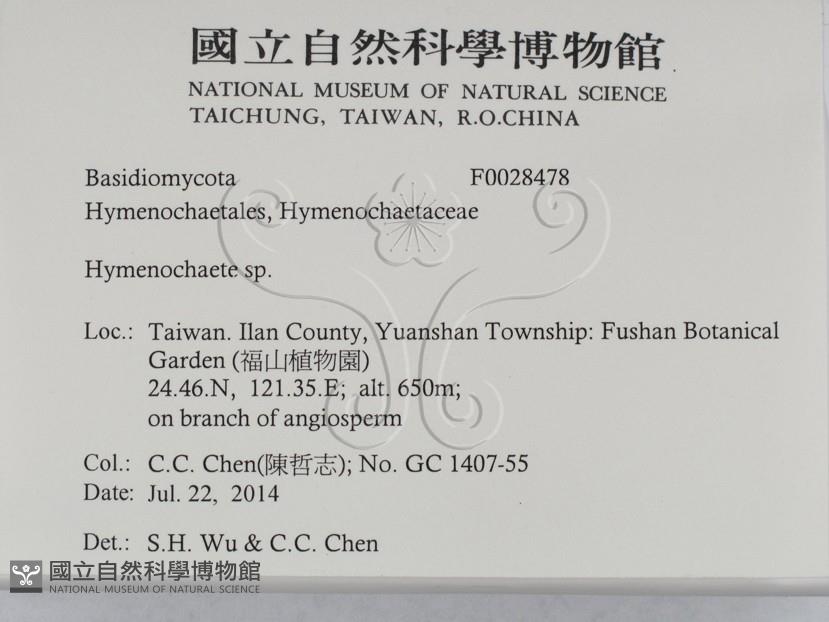 國立自然科學博物館
NATIONAL MUSEUM OF NATURAL SCIENCE
TAICHUNG, TAIWAN, R.O.CHINA
Basidiomycota F0028478
Hymenochaetales, Hymenochaetaceae
Hymenochaete sp.
Loc.: Taiwan. Ilan County, Yuanshan Township: Fushan Botanical
Garden (福山植物園)
24.46.N, 121.35.E; alt. 650m;
on branch of angiosperm
Col.: C.C. Chen(陳哲志); No. GC 1407-55
Date: Jul. 22, 2014
Det.: S.H. Wu & C.C. Chen
國立自然科學博物館
NATIONAL MUSEUM OF NATURAL SCIENCE